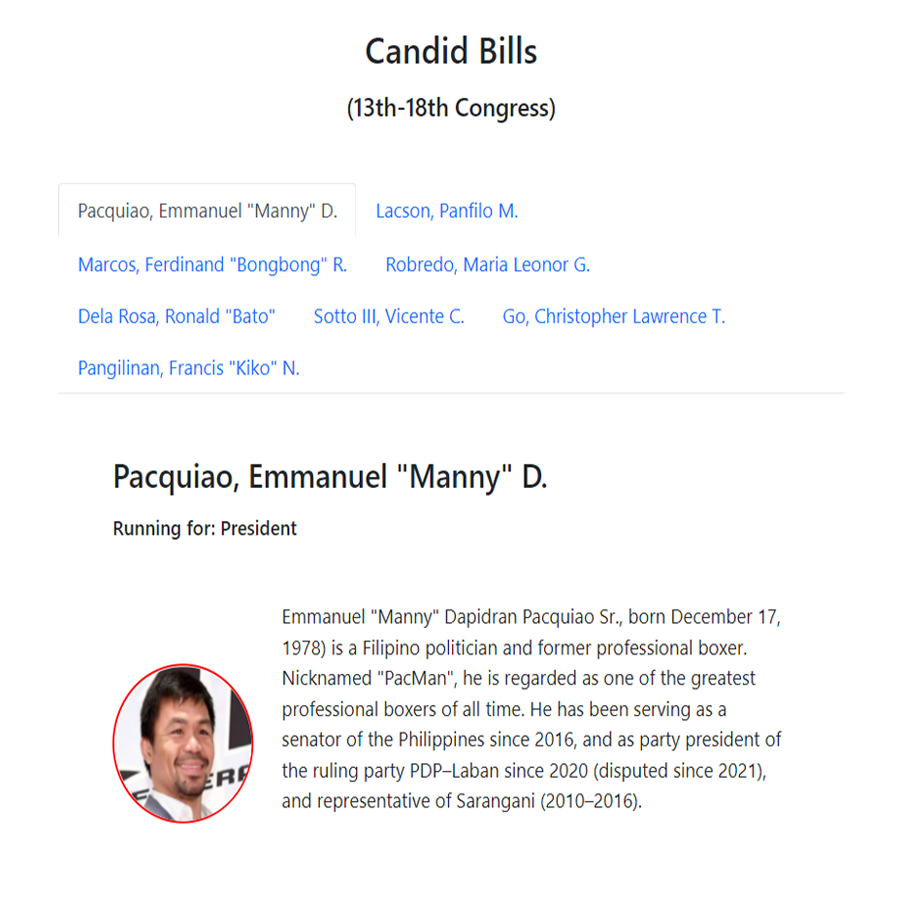 Candid Bills
(13th-18th Congress)
Pacquiao, Emmanuel "Manny" D. Lacson, Panfilo M.
Marcos, Ferdinand "Bongbong" R. Robredo, Maria Leonor G.
Dela Rosa, Ronald "Bato" Sotto III, Vicente C. Go, Christopher Lawrence T.
Pangilinan, Francis "Kiko" N.
Pacquiao, Emmanuel "Manny" D.
Running for: President
Emmanuel "Manny" Dapidran Pacquiao Sr., born December 17,
1978) is a Filipino politician and former professional boxer.
Nicknamed "PacMan", he is regarded as one of the greatest
professional boxers of all time. He has been serving as a
senator of the Philippines since 2016, and as party president of
the ruling party PDP–Laban since 2020 (disputed since 2021),
and representative of Sarangani (2010–2016).